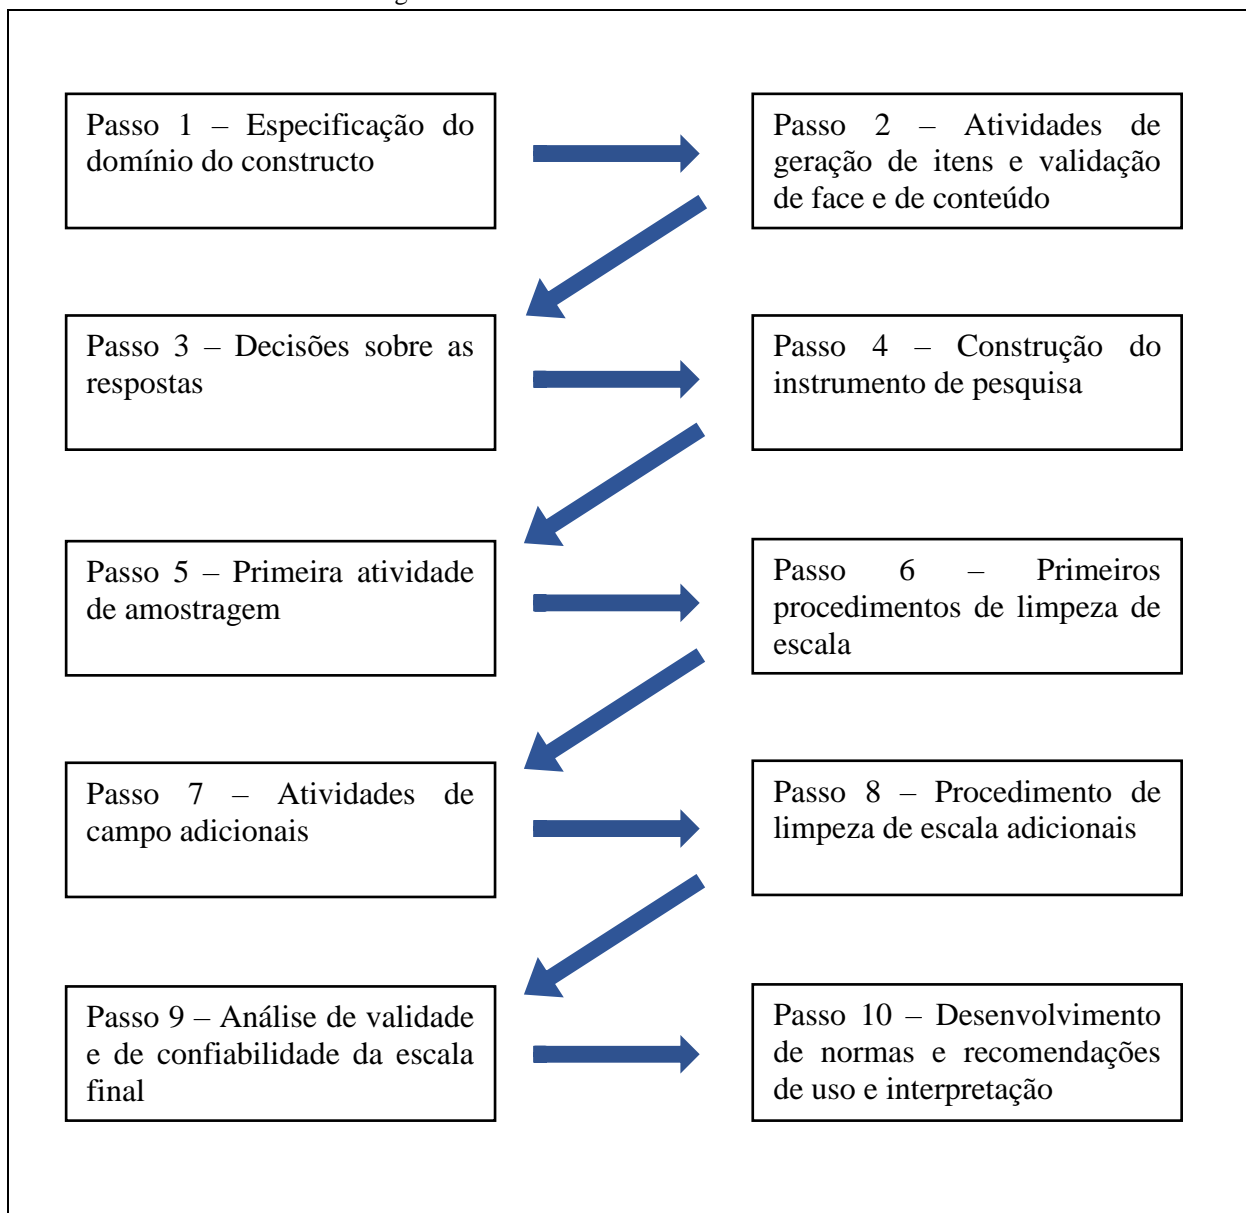 Passo 1 – Especificação do
domínio do constructo
Passo 2 – Atividades de
geração de itens e validação
de face e de conteúdo
Passo 3 – Decisões sobre as
respostas
Passo 4 – Construção do
instrumento de pesquisa
Passo 5 – Primeira atividade
de amostragem
Passo 6 – Primeiros
procedimentos de limpeza de
escala
Passo 7 – Atividades de
campo adicionais
Passo 8 – Procedimento de
limpeza de escala adicionais
Passo 9 – Análise de validade
e de confiabilidade da escala
final
Passo 10 – Desenvolvimento
de normas e recomendações
de uso e interpretação